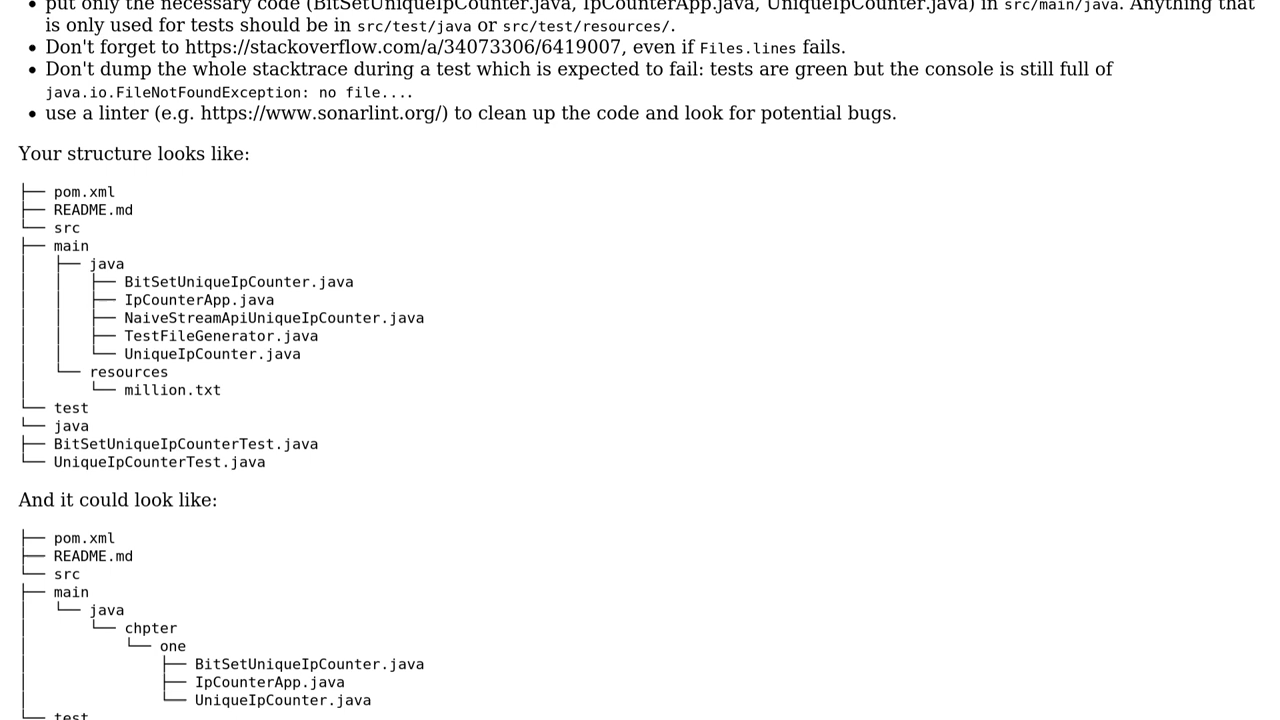 put only the necessary code (BitSetUniqueIpCounter.java, IpCounterApp.java, UniqueIpCounter.java) in src/main/java. Anything that
is only used for tests should be in src/test/java or src/test/resources/.
• Don't forget to https://stackoverflow.com/a/34073306/6419007, even if Files.lines fails.
• Don't dump the whole stacktrace during a test which is expected to fail: tests are green but the console is still full of
java.io.FileNotFoundException: no file....
• use a linter (e.g. https://www.sonarlint.org/) to clean up the code and look for potential bugs.
Your structure looks like:
├── pom.xml
├── README.md
└── src
├── main
│   ├── java
│   │   ├── BitSetUniqueIpCounter.java
│   │   ├── IpCounterApp.java
│   │   ├── NaiveStreamApiUniqueIpCounter.java
│   │   ├── TestFileGenerator.java
│   │   └── UniqueIpCounter.java
│   └── resources
│       └── million.txt
└── test
└── java
├── BitSetUniqueIpCounterTest.java
└── UniqueIpCounterTest.java
And it could look like:
├── pom.xml
├── README.md
└── src
├── main
│   └── java
│       └── chpter
│           └── one
│               ├── BitSetUniqueIpCounter.java
│               ├── IpCounterApp.java
│               └── UniqueIpCounter.java
└── test